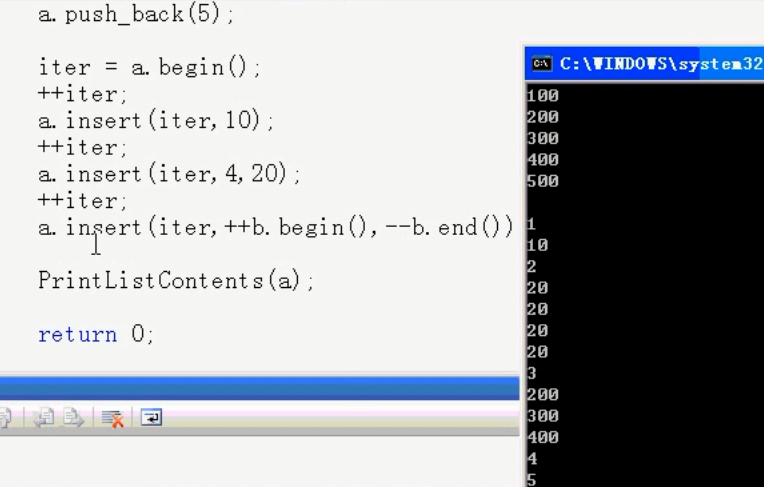 a.push_back(5);
iter = a.begin();
++iter;
a.insert(iter,10);
++iter;
a.insert(iter,4,20);
++iter;
a.insert(iter,++b.begin(),--b.end())
PrintListContents(a);
return 0;
C:\WINDOWS\system32
100
200
300
400
500
1
10
2
20
20
20
20
3
200
300
400
4
5